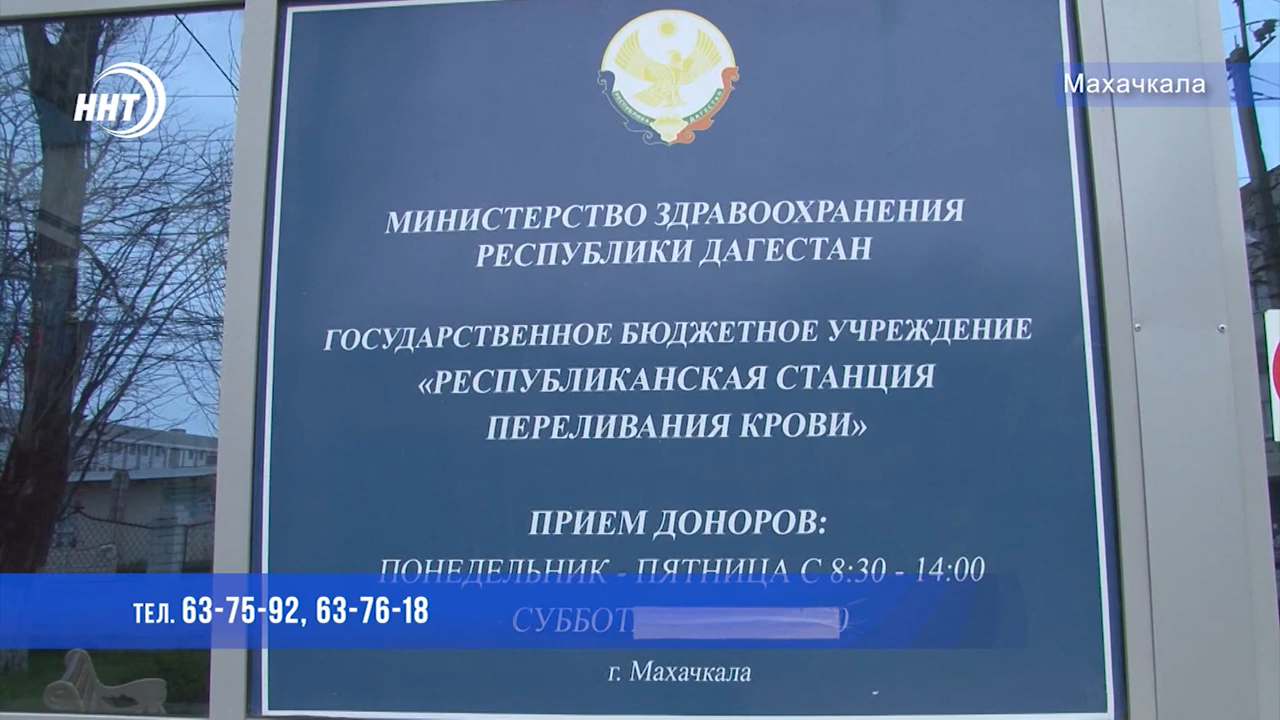 ННТ
Махачкала
МИНИСТЕРСТВО ЗДРАВООХРАНЕНИЯ
РЕСПУБЛИКИ ДАГЕСТАН
ГОСУДАРСТВЕННОЕ БЮДЖЕТНОЕ УЧРЕЖДЕНИЕ
«РЕСПУБЛИКАНСКАЯ СТАНЦИЯ
ПЕРЕЛИВАНИЯ КРОВИ»
ПРИЕМ ДОНОРОВ:
ПОНЕДЕЛЬНИК - ПЯТНИЦА С 8:30 - 14:00
ТЕЛ. 63-75-92, 63-76-18
г. Махачкала